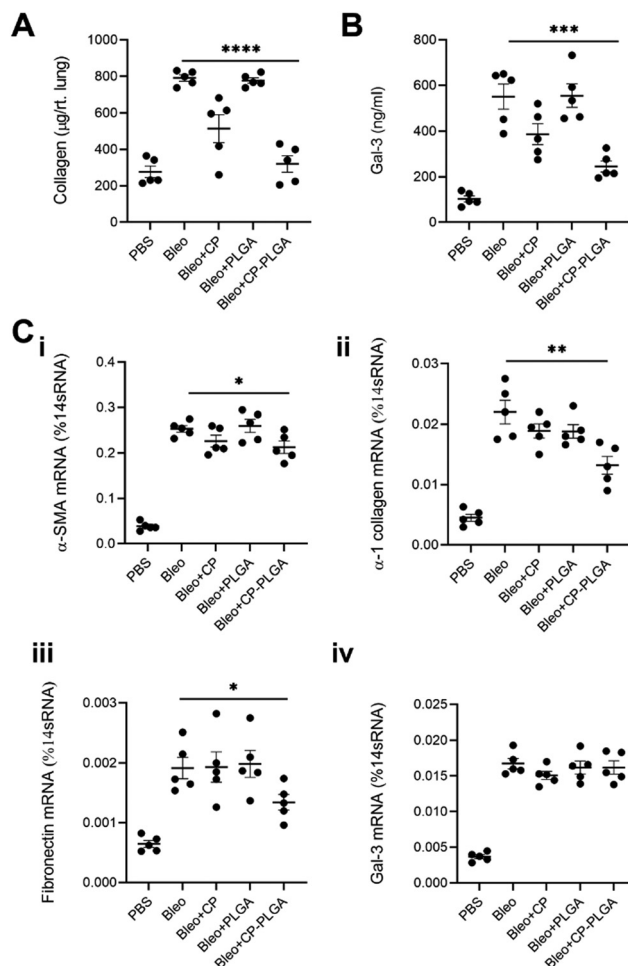 A
Collagen (µg/rt. lung)
1000
800
600
400
200
0
****
PBS
Bleo
Bleo+CP
Bleo+PLGA
Bleo+CP-PLGA
B
Gal-3 (ng/ml)
800
600
400
200
0
***
PBS
Bleo
Bleo+CP
Bleo+PLGA
Bleo+CP-PLGA
C
i
α-SMA mRNA (%14sRNA)
0.4
0.3
0.2
0.1
0.0
*
PBS
Bleo
Bleo+CP
Bleo+PLGA
Bleo+CP-PLGA
ii
α-1 collagen mRNA (%14sRNA)
0.03
0.02
0.01
0.00
**
PBS
Bleo
Bleo+CP
Bleo+PLGA
Bleo+CP-PLGA
iii
Fibronectin mRNA (%14sRNA)
0.003
0.002
0.001
0.000
*
PBS
Bleo
Bleo+CP
Bleo+PLGA
Bleo+CP-PLGA
iv
Gal-3 mRNA (%14sRNA)
0.025
0.020
0.015
0.010
0.005
0.000
PBS
Bleo
Bleo+CP
Bleo+PLGA
Bleo+CP-PLGA